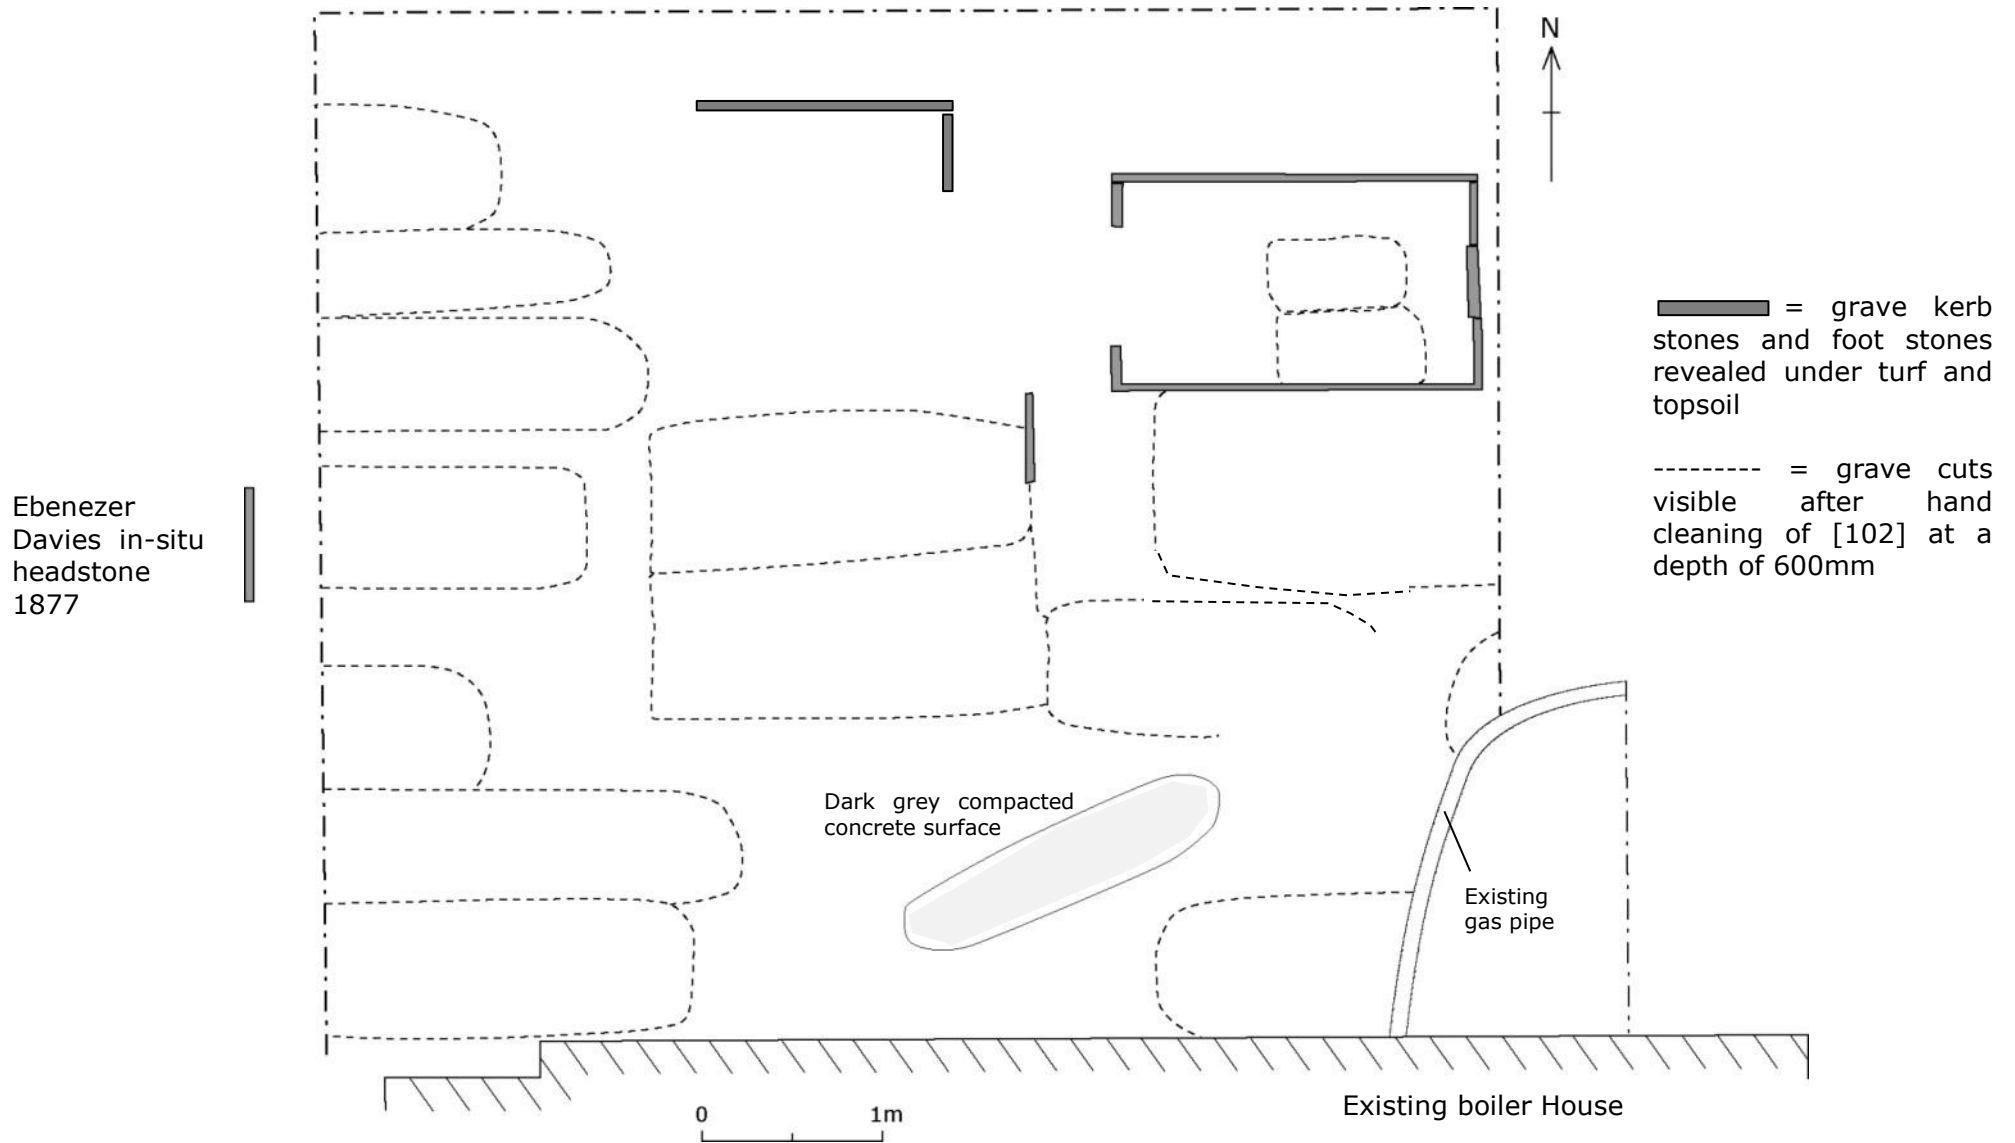 N
= grave kerb
stones and foot stones
revealed under turf and
topsoil
= grave cuts
visible after hand
cleaning of [102] at a
depth of 600mm
Ebenezer
Davies in-situ
headstone
1877
Dark grey compacted
concrete surface
Existing
gas pipe
Existing boiler House
0 1m